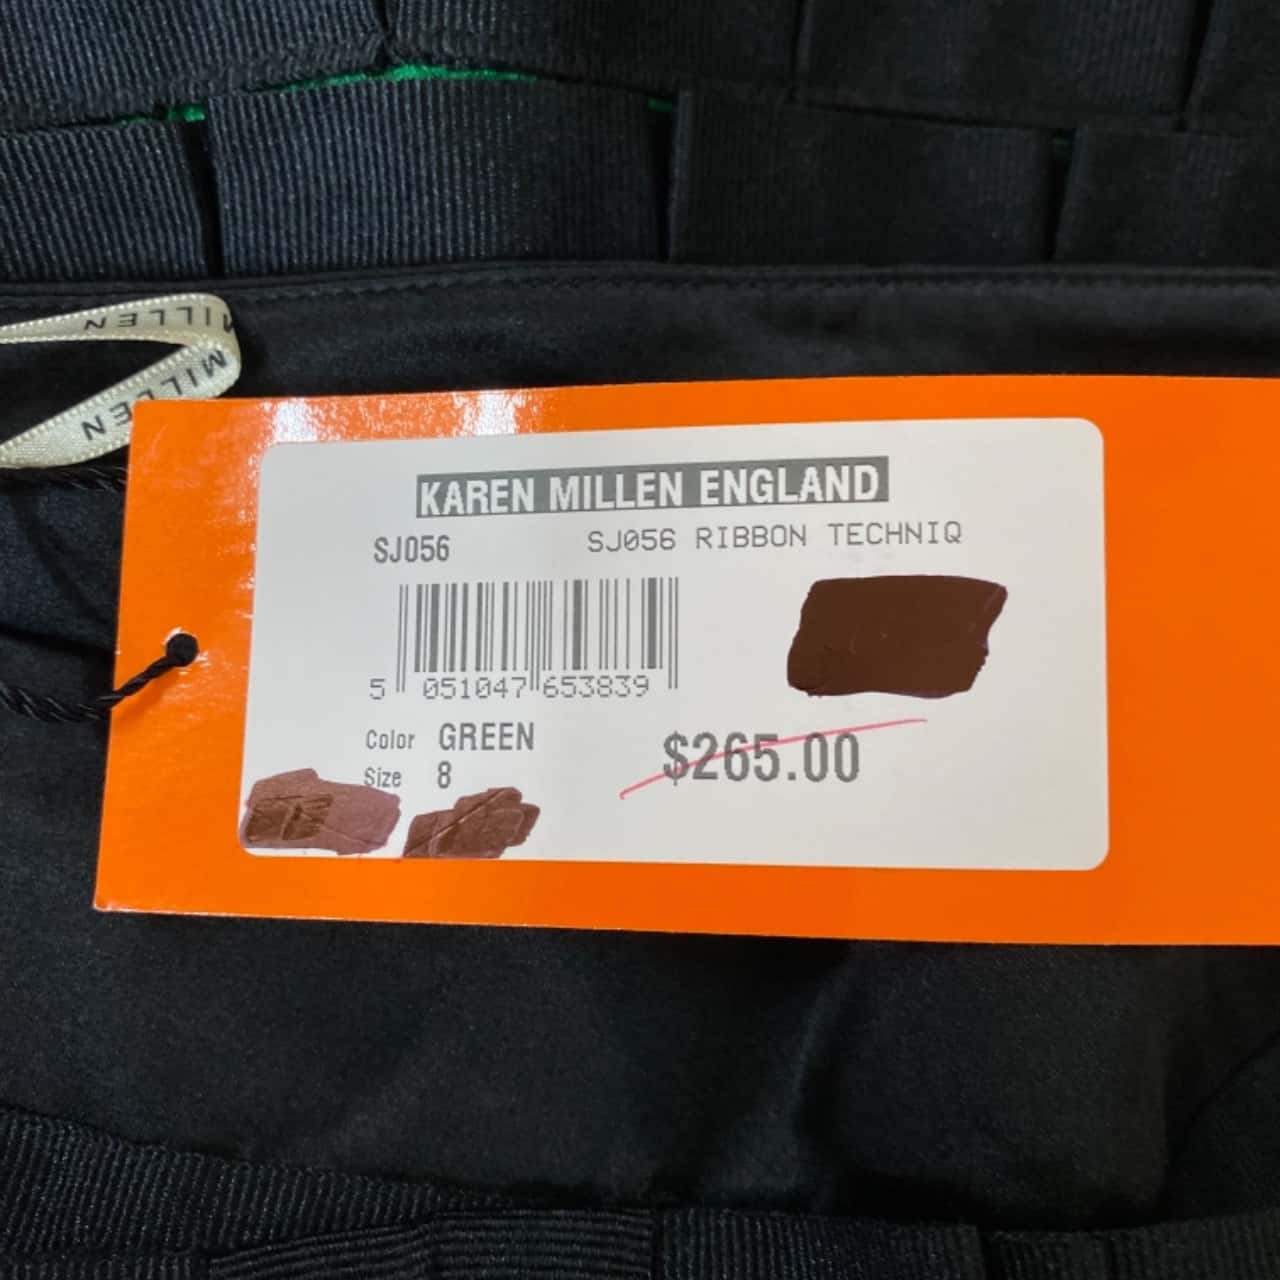 MILLEN
MILLEN
KAREN MILLEN ENGLAND
SJ056 SJ056 RIBBON TECHNIQ
5 051047 653839
Color GREEN
$265.00
Size 8